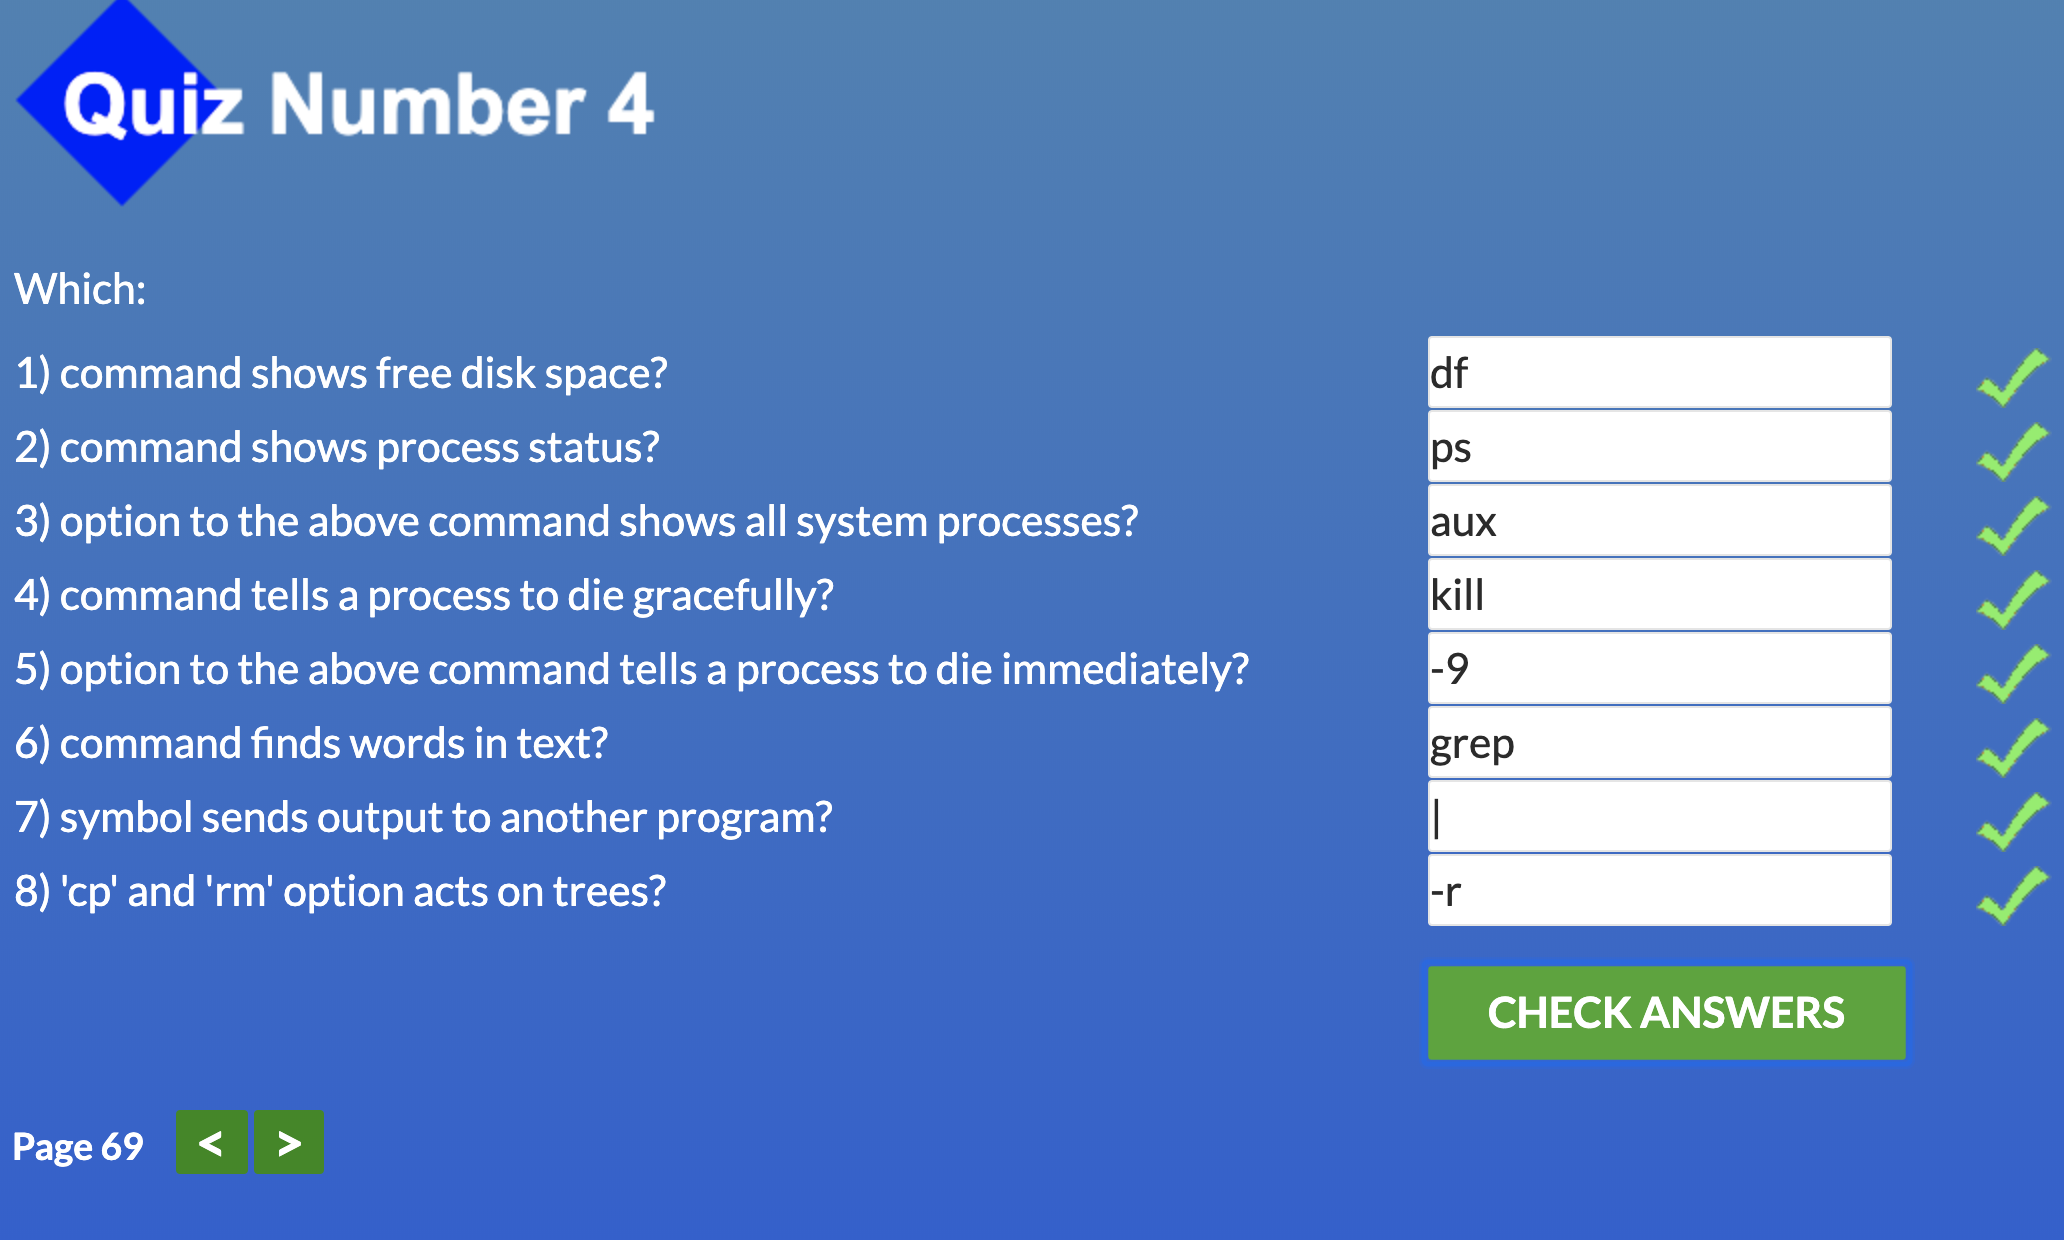 Quiz Number 4
Which:
1) command shows free disk space? df
2) command shows process status? ps
3) option to the above command shows all system processes? aux
4) command tells a process to die gracefully? kill
5) option to the above command tells a process to die immediately? -9
6) command finds words in text? grep
7) symbol sends output to another program? |
8) 'cp' and 'rm' option acts on trees? -r
CHECK ANSWERS
Page 69 < >